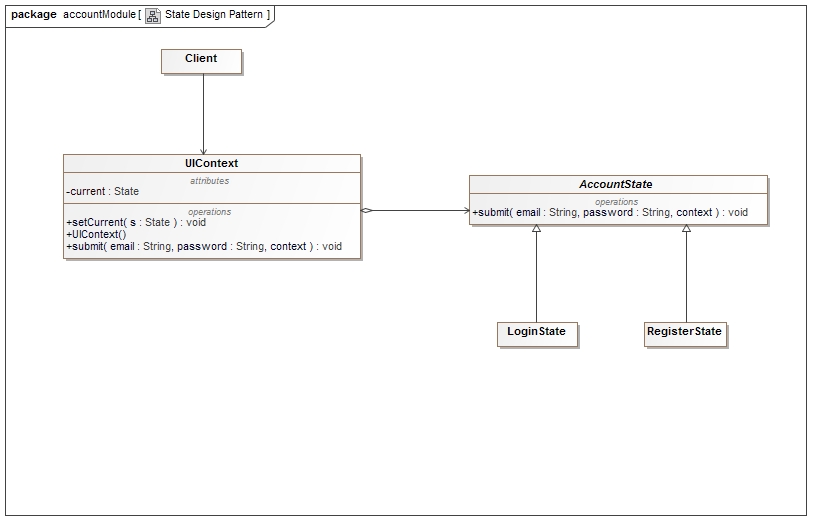 package accountModule [ State Design Pattern ]
Client
UIContext
attributes
-current : State
operations
+setCurrent( s : State ) : void
+UIContext()
+submit( email : String, password : String, context ) : void
AccountState
operations
+submit( email : String, password : String, context ) : void
LoginState
RegisterState